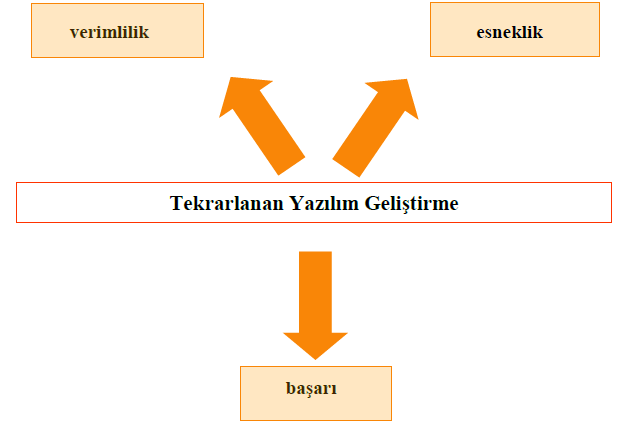 verimlilik
esneklik
Tekrarlanan Yazılım Geliştirme
başarı